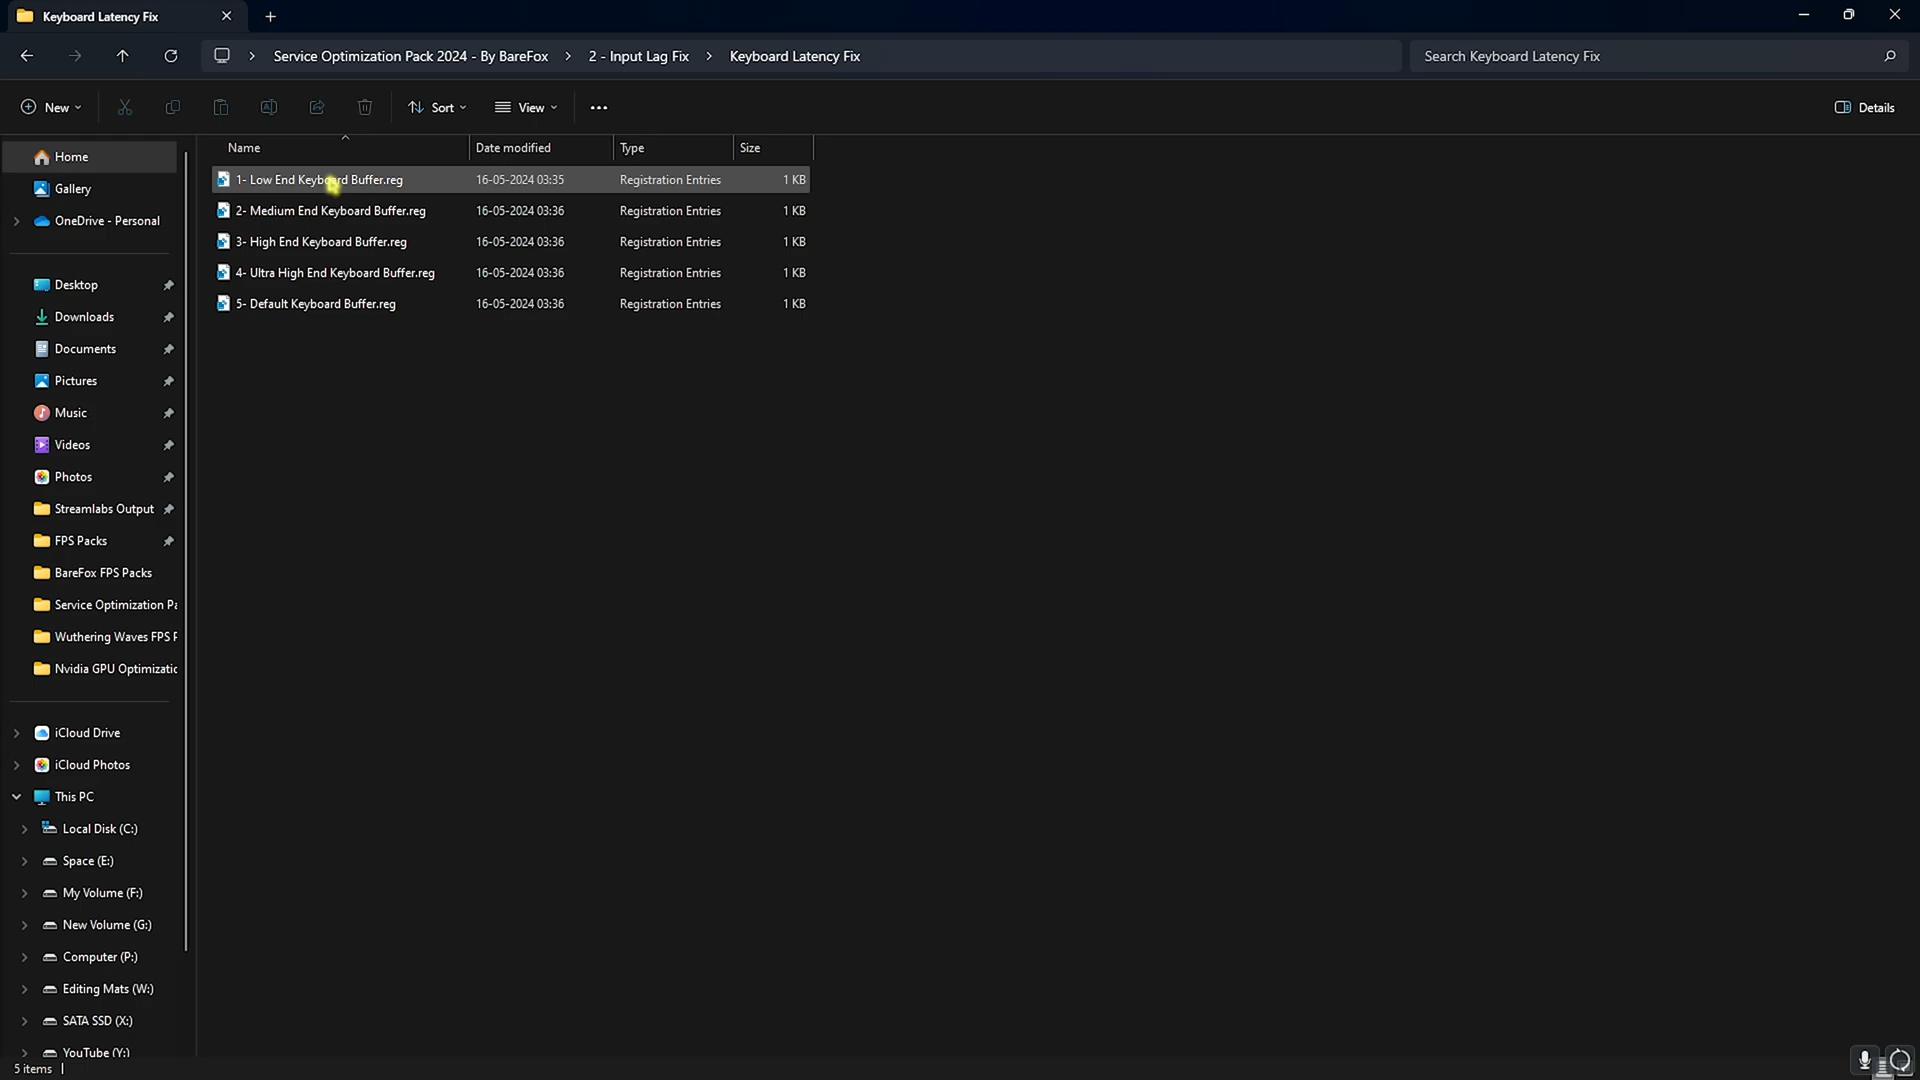 Keyboard Latency Fix
Service Optimization Pack 2024 - By BareFox > 2 - Input Lag Fix > Keyboard Latency Fix
Search Keyboard Latency Fix
New
Sort
View
Details
Name Date modified Type Size
1- Low End Keyboard Buffer.reg 16-05-2024 03:35 Registration Entries 1 KB
2- Medium End Keyboard Buffer.reg 16-05-2024 03:36 Registration Entries 1 KB
3- High End Keyboard Buffer.reg 16-05-2024 03:36 Registration Entries 1 KB
4- Ultra High End Keyboard Buffer.reg 16-05-2024 03:36 Registration Entries 1 KB
5- Default Keyboard Buffer.reg 16-05-2024 03:36 Registration Entries 1 KB
Home
Gallery
OneDrive - Personal
Desktop
Downloads
Documents
Pictures
Music
Videos
Photos
Streamlabs Output
FPS Packs
BareFox FPS Packs
Service Optimization Pa
Wuthering Waves FPS P
Nvidia GPU Optimizatio
iCloud Drive
iCloud Photos
This PC
Local Disk (C:)
Space (E:)
My Volume (F:)
New Volume (G:)
Computer (P:)
Editing Mats (W:)
SATA SSD (X:)
YouTube (Y:)
5 items